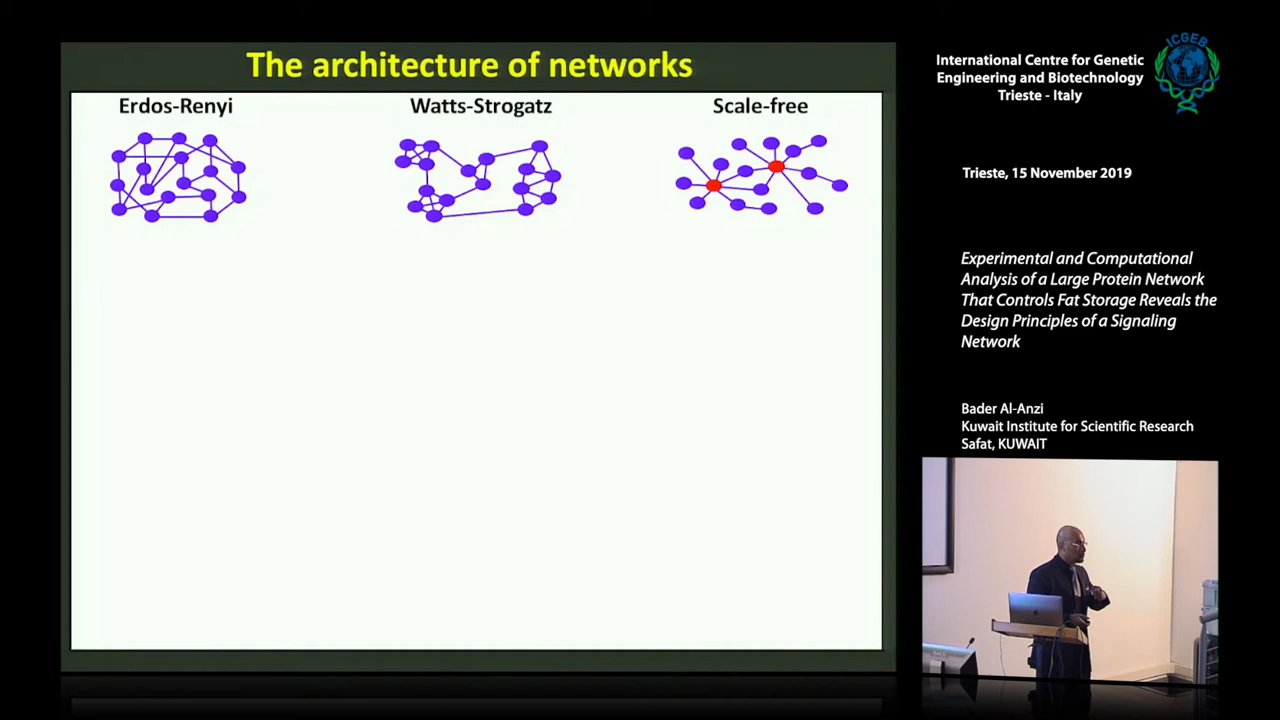 The architecture of networks
Erdos-Renyi
Watts-Strogatz
Scale-free
International Centre for Genetic
Engineering and Biotechnology
Trieste - Italy
ICGEB
Trieste, 15 November 2019
Experimental and Computational
Analysis of a Large Protein Network
That Controls Fat Storage Reveals the
Design Principles of a Signaling
Network
Bader Al-Anzi
Kuwait Institute for Scientific Research
Safat, KUWAIT